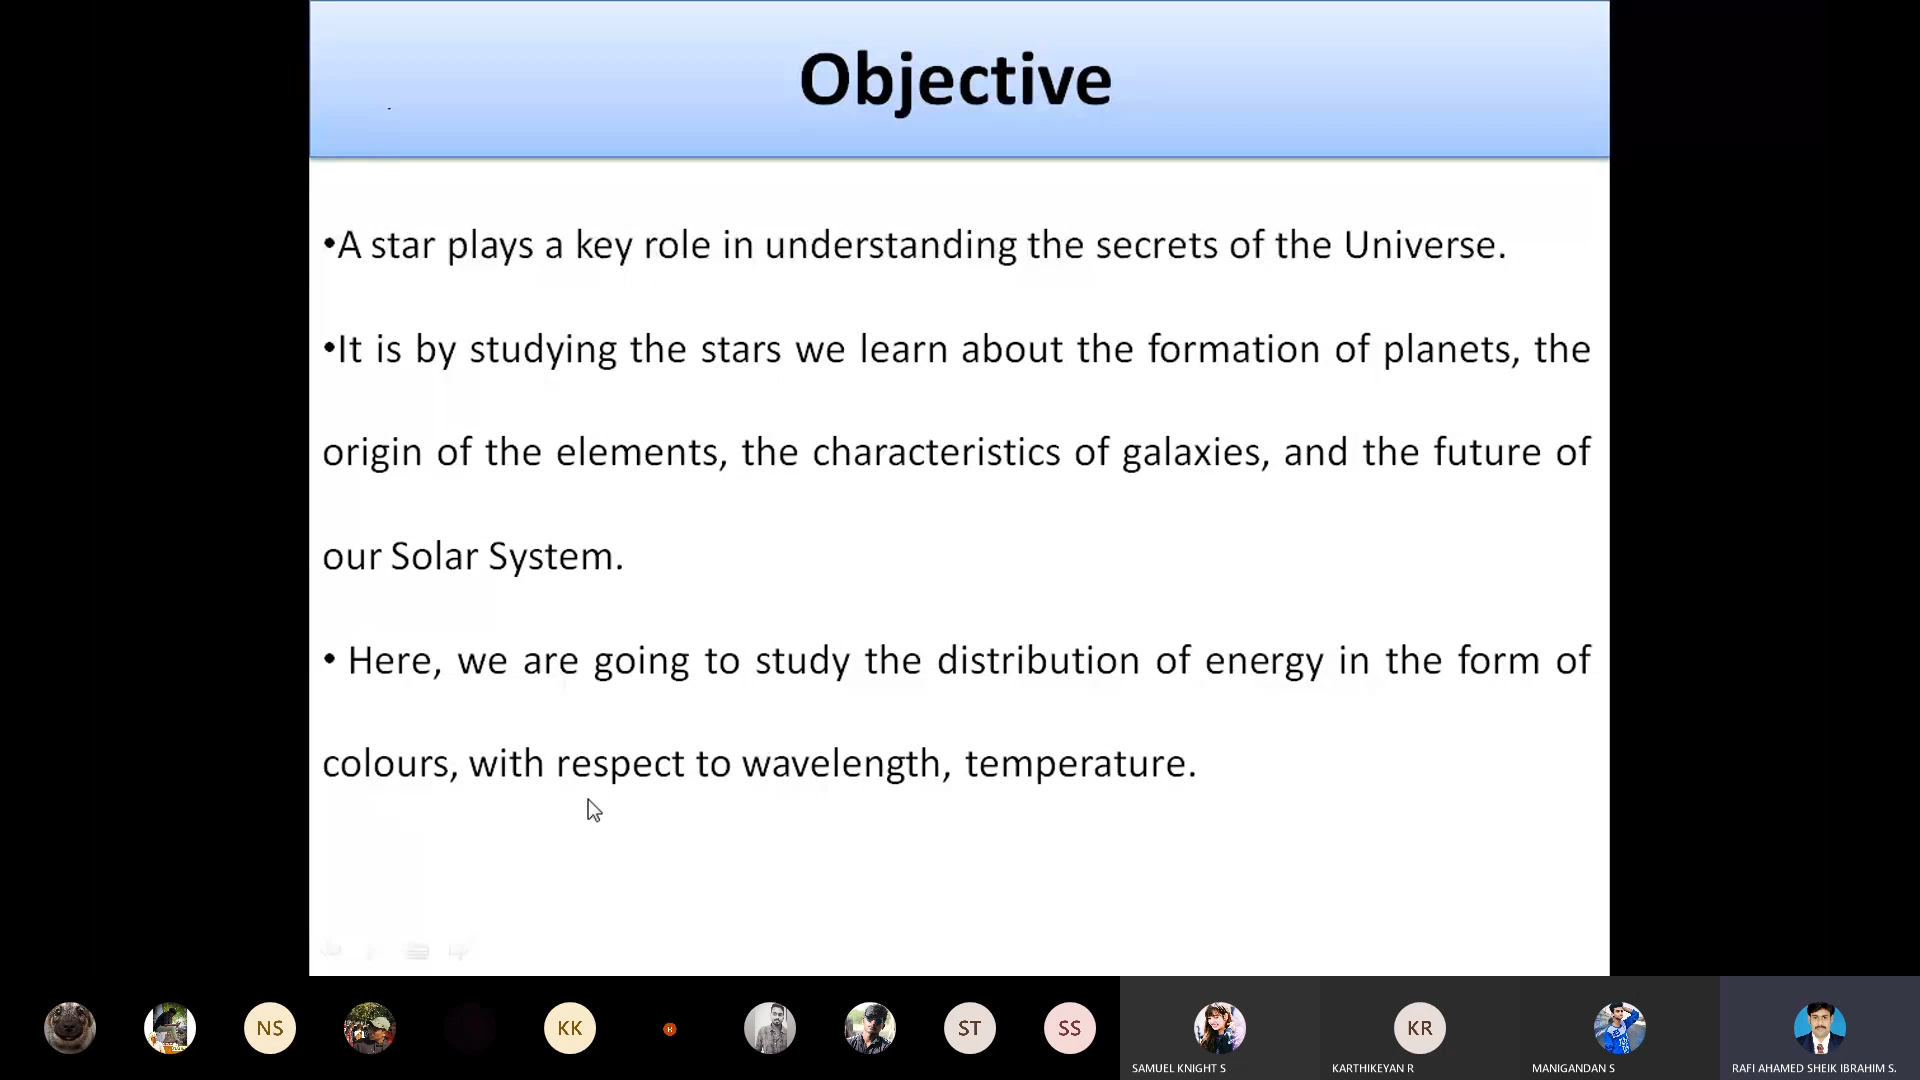 Objective
•A star plays a key role in understanding the secrets of the Universe.
•It is by studying the stars we learn about the formation of planets, the
origin of the elements, the characteristics of galaxies, and the future of
our Solar System.
• Here, we are going to study the distribution of energy in the form of
colours, with respect to wavelength, temperature.
NS
KK
ST
SS
KR
SAMUEL KNIGHT S
KARTHIKEYAN R
MANIGANDAN S
RAFI AHAMED SHEIK IBRAHIM S.